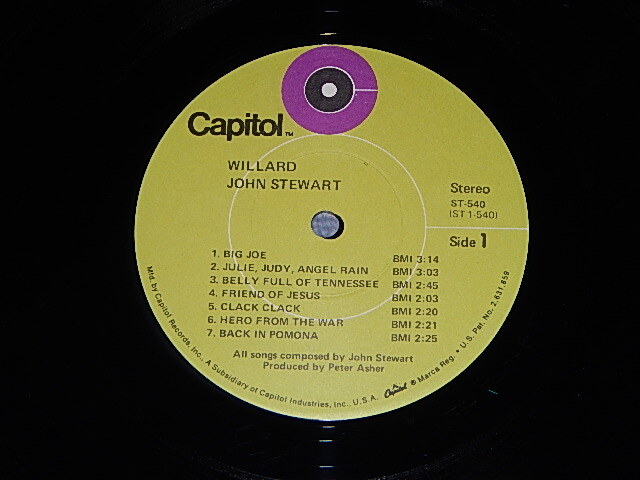 Capitol™
WILLARD
JOHN STEWART
Stereo
ST-540
(ST 1-540)
Side 1
1. BIG JOE BMI 3:14
2. JULIE, JUDY, ANGEL RAIN BMI 3:03
3. BELLY FULL OF TENNESSEE BMI 2:45
4. FRIEND OF JESUS BMI 2:03
5. CLACK CLACK BMI 2:20
6. HERO FROM THE WAR BMI 2:21
7. BACK IN POMONA BMI 2:25
All songs composed by John Stewart
Produced by Peter Asher
Mfd. by Capitol Records, Inc., A Subsidiary of Capitol Industries, Inc., U.S.A. Capitol ® Marca Reg. • U.S. Pat. No. 2,631,859